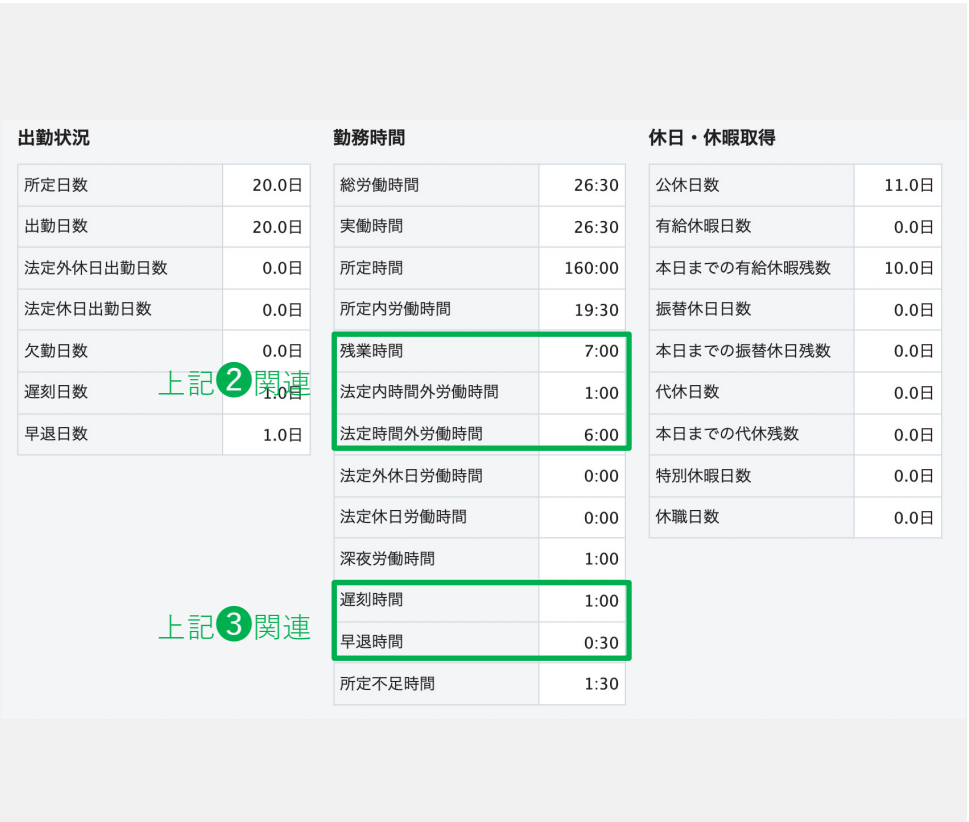 出勤状況
所定日数 20.0日
出勤日数 20.0日
法定外休日出勤日数 0.0日
法定休日出勤日数 0.0日
欠勤日数 0.0日
遅刻日数 1.0日
早退日数 1.0日
上記❷関連
上記❸関連
勤務時間
総労働時間 26:30
実働時間 26:30
所定時間 160:00
所定内労働時間 19:30
残業時間 7:00
法定内時間外労働時間 1:00
法定時間外労働時間 6:00
法定外休日労働時間 0:00
法定休日労働時間 0:00
深夜労働時間 1:00
遅刻時間 1:00
早退時間 0:30
所定不足時間 1:30
休日・休暇取得
公休日数 11.0日
有給休暇日数 0.0日
本日までの有給休暇残数 10.0日
振替休日日数 0.0日
本日までの振替休日残数 0.0日
代休日数 0.0日
本日までの代休残数 0.0日
特別休暇日数 0.0日
休職日数 0.0日